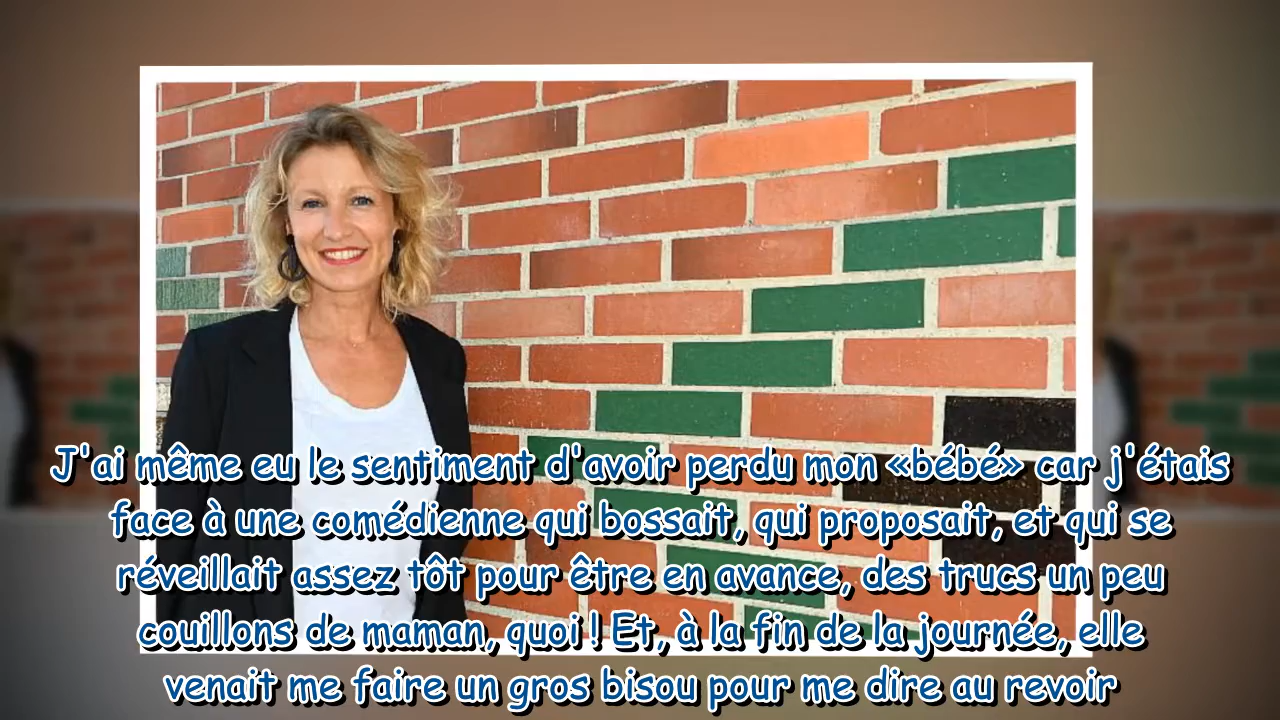 J'ai même eu le sentiment d'avoir perdu mon «bébé» car j'étais
face à une comédienne qui bossait, qui proposait, et qui se
réveillait assez tôt pour être en avance, des trucs un peu
couillons de maman, quoi ! Et, à la fin de la journée, elle
venait me faire un gros bisou pour me dire au revoir